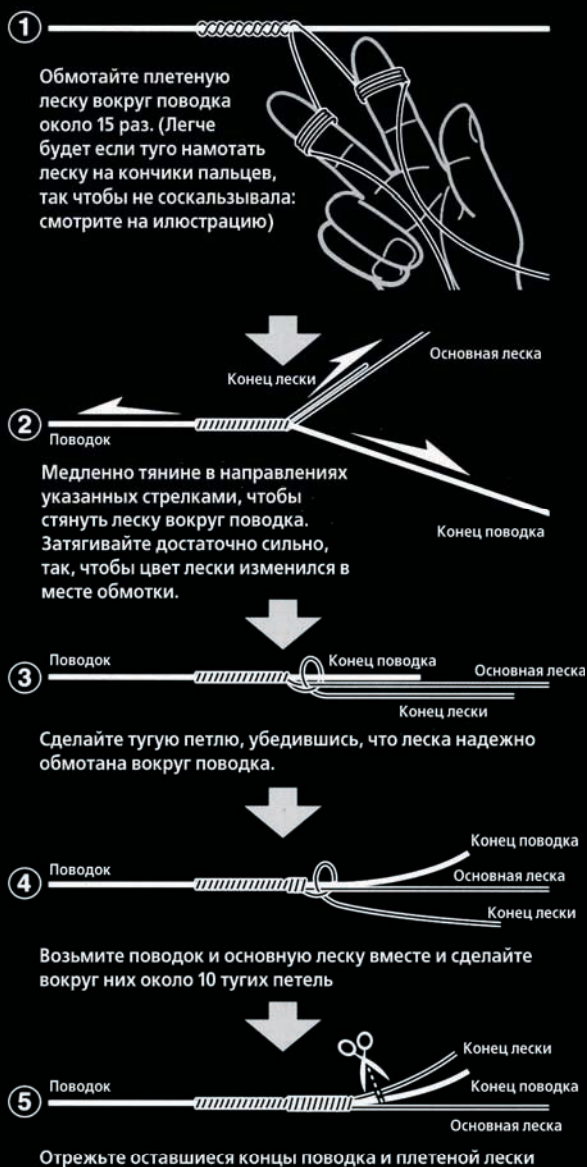 1
Обмотайте плетеную
леску вокруг поводка
около 15 раз. (Легче
будет если туго намотать
леску на кончики пальцев,
так чтобы не соскальзывала:
смотрите на илюстрацию)
Основная леска
Конец лески
2
Поводок
Медленно тянине в направлениях
указанных стрелками, чтобы
стянуть леску вокруг поводка.
Затягивайте достаточно сильно,
так, чтобы цвет лески изменился в
месте обмотки.
Конец поводка
3
Поводок
Конец поводка
Основная леска
Конец лески
Сделайте тугую петлю, убедившись, что леска надежно
обмотана вокруг поводка.
4
Поводок
Конец поводка
Основная леска
Конец лески
Возьмите поводок и основную леску вместе и сделайте
вокруг них около 10 тугих петель
5
Поводок
Конец лески
Конец поводка
Основная леска
Отрежьте оставшиеся концы поводка и плетеной лески